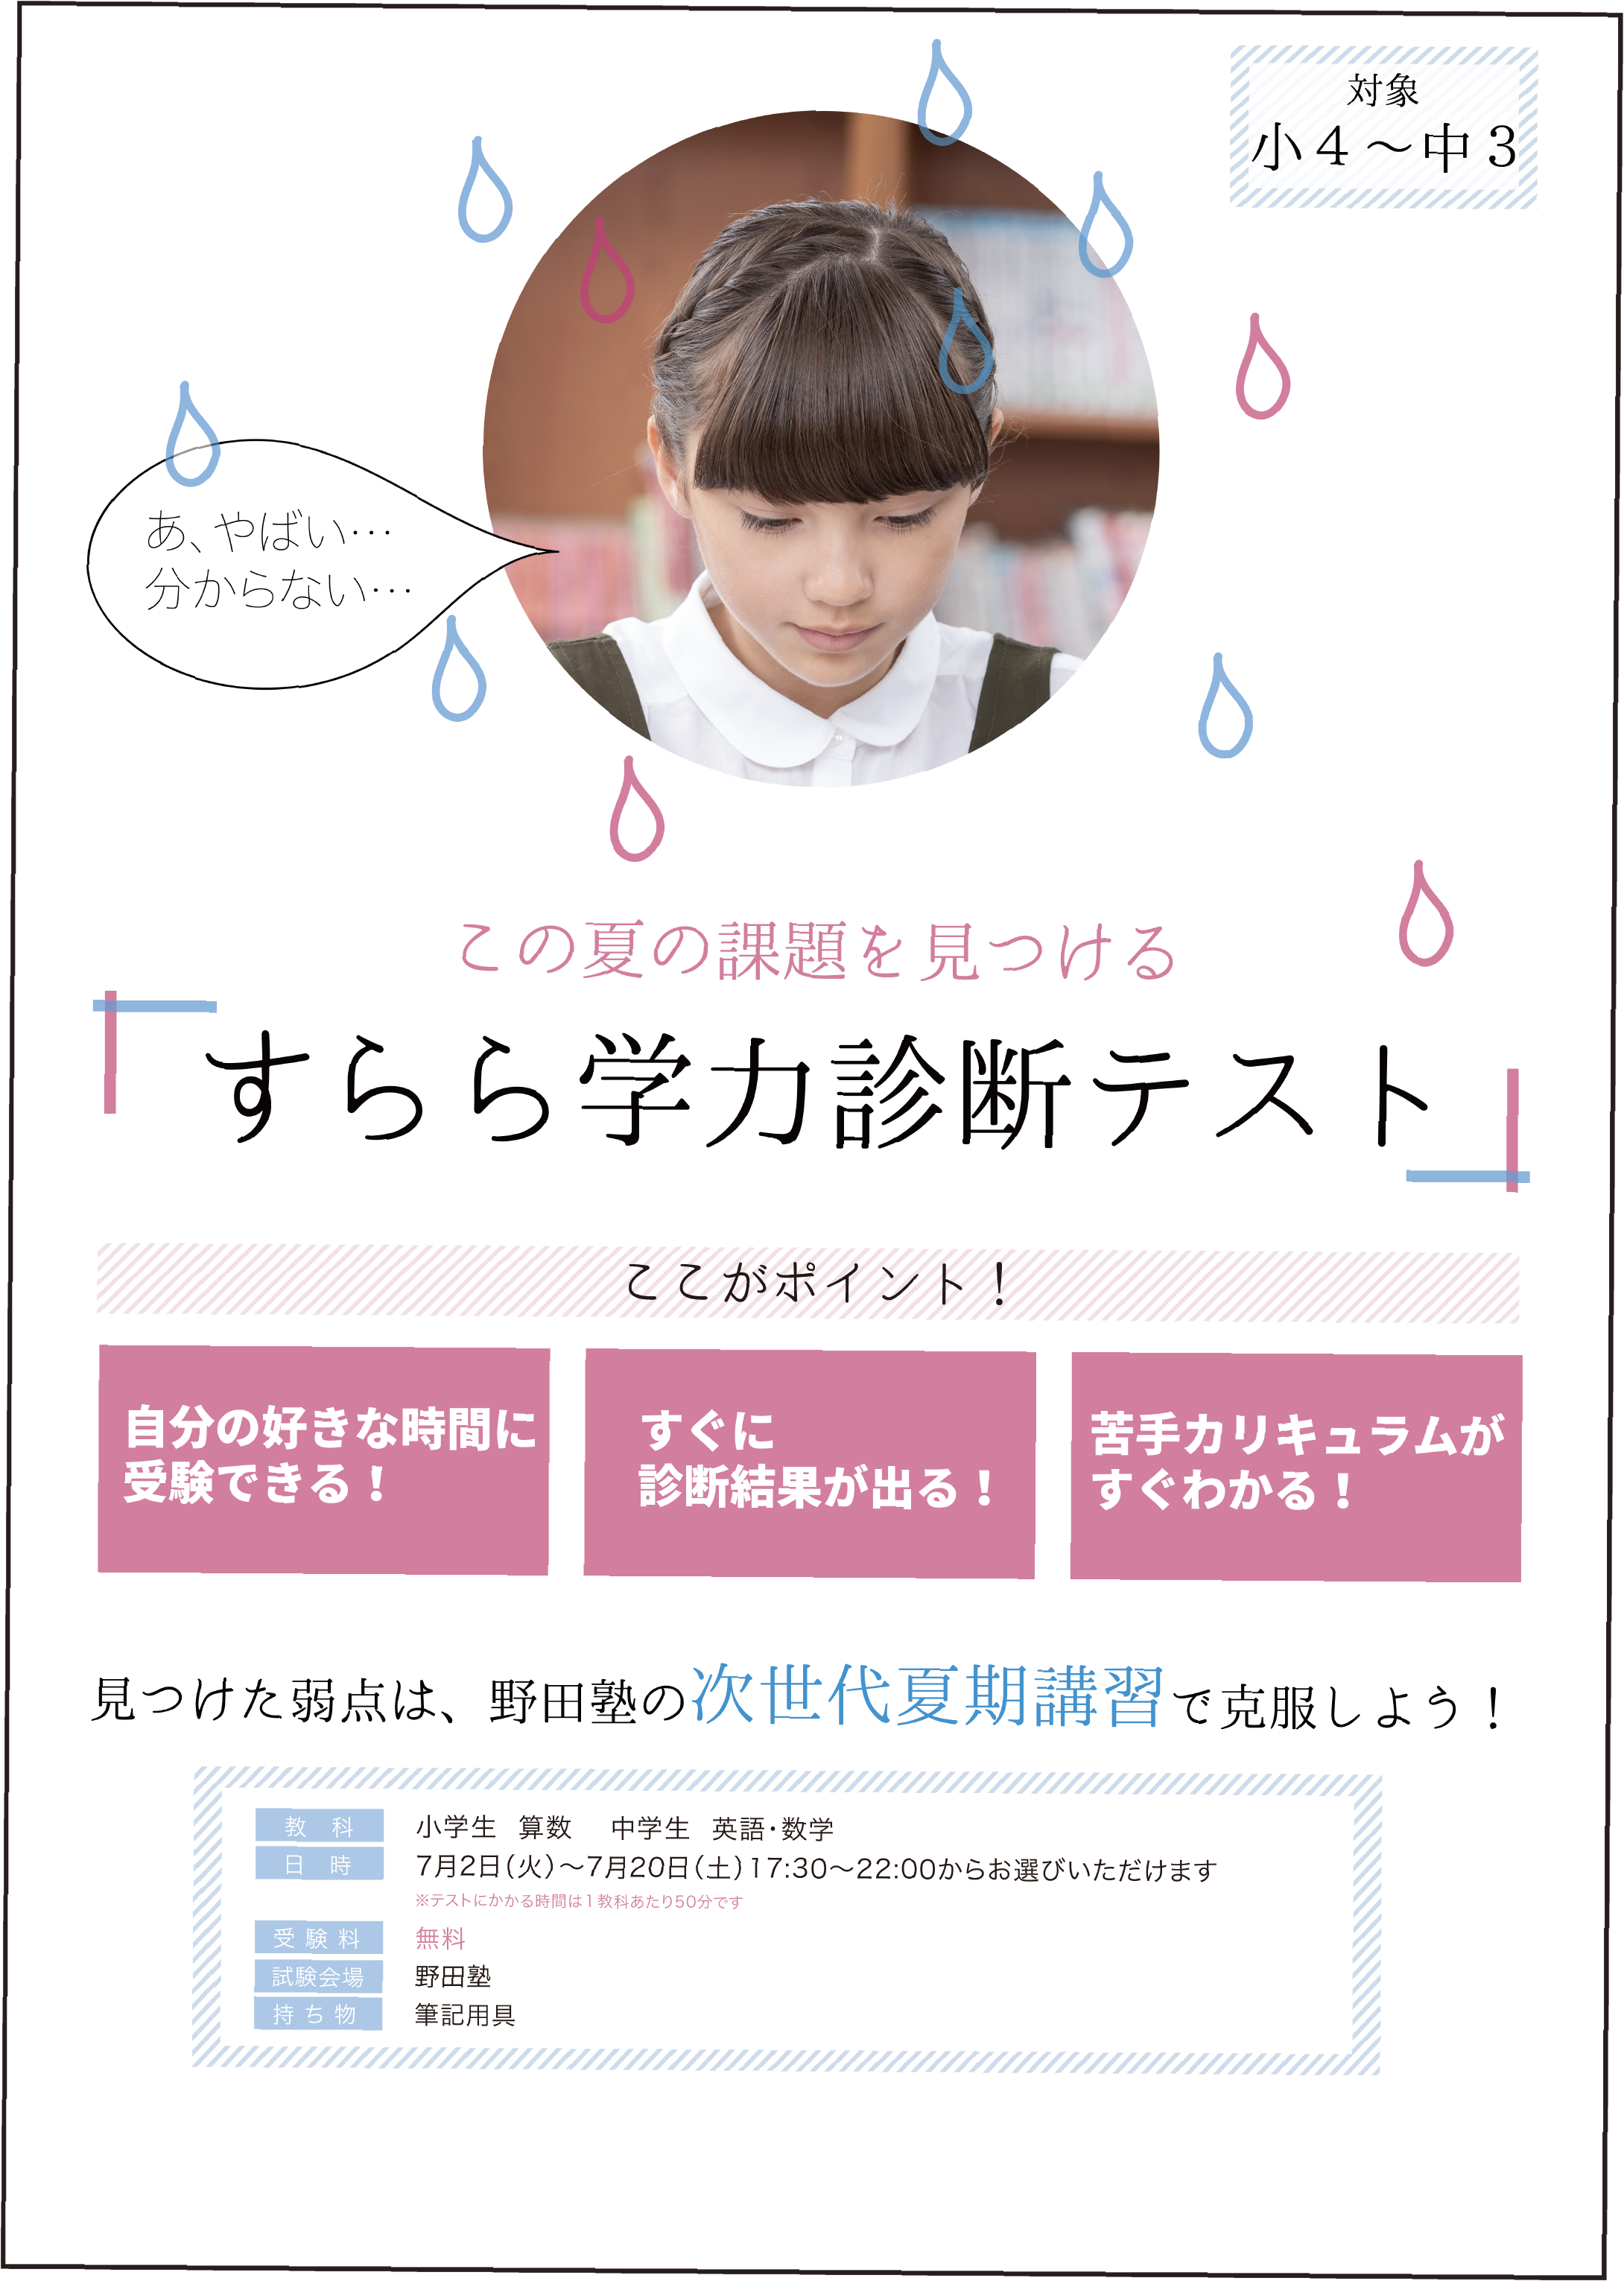 対象
小４～中３
あ、やばい…
分からない…
この夏の課題を見つける
「すらら学力診断テスト」
ここがポイント！
自分の好きな時間に
受験できる！
すぐに
診断結果が出る！
苦手カリキュラムが
すぐわかる！
見つけた弱点は、野田塾の次世代夏期講習で克服しよう！
教科 小学生 算数 中学生 英語・数学
日時 7月2日（火）～7月20日（土）17:30～22:00からお選びいただけます
※テストにかかる時間は１教科あたり50分です
受験料 無料
試験会場 野田塾
持ち物 筆記用具